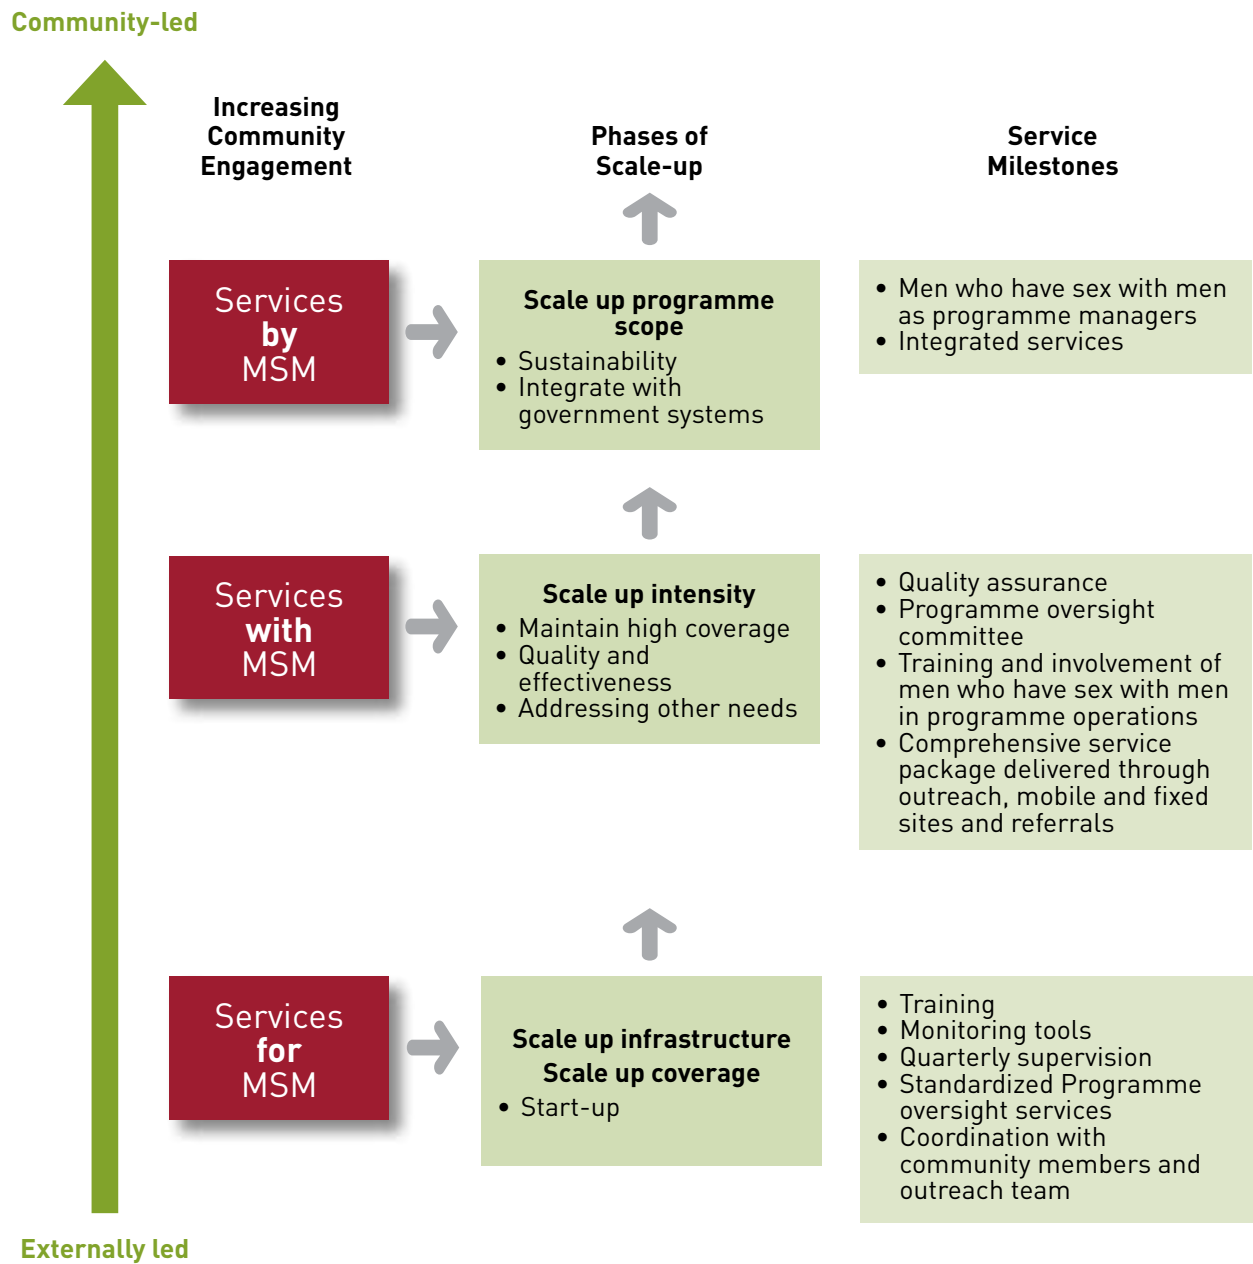 Community-led
Increasing
Community
Engagement
Phases of
Scale-up
Service
Milestones
Services
by
MSM
Scale up programme
scope
• Sustainability
• Integrate with
government systems
• Men who have sex with men
as programme managers
• Integrated services
Services
with
MSM
Scale up intensity
• Maintain high coverage
• Quality and
effectiveness
• Addressing other needs
• Quality assurance
• Programme oversight
committee
• Training and involvement of
men who have sex with men
in programme operations
• Comprehensive service
package delivered through
outreach, mobile and fixed
sites and referrals
Services
for
MSM
Scale up infrastructure
Scale up coverage
• Start-up
• Training
• Monitoring tools
• Quarterly supervision
• Standardized Programme
oversight services
• Coordination with
community members and
outreach team
Externally led